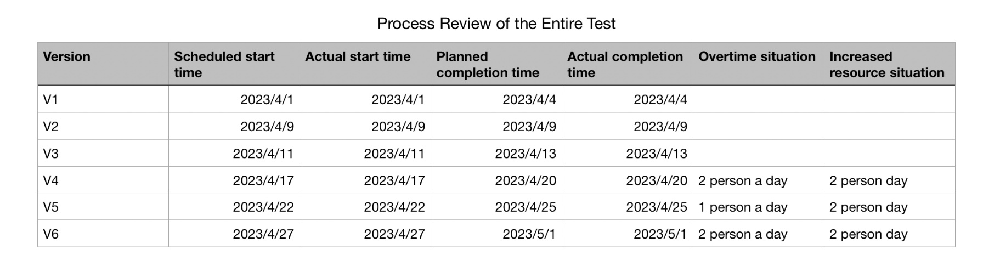 Process Review of the Entire Test
Version Scheduled start time Actual start time Planned completion time Actual completion time Overtime situation Increased resource situation
V1 2023/4/1 2023/4/1 2023/4/4 2023/4/4
V2 2023/4/9 2023/4/9 2023/4/9 2023/4/9
V3 2023/4/11 2023/4/11 2023/4/13 2023/4/13
V4 2023/4/17 2023/4/17 2023/4/20 2023/4/20 2 person a day 2 person day
V5 2023/4/22 2023/4/22 2023/4/25 2023/4/25 1 person a day 2 person day
V6 2023/4/27 2023/4/27 2023/5/1 2023/5/1 2 person a day 2 person day